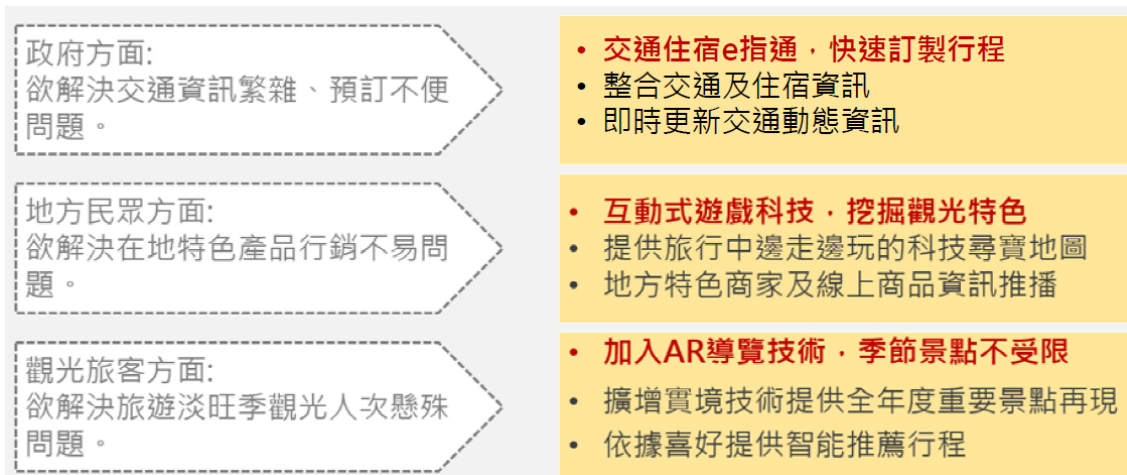 政府方面:
欲解決交通資訊繁雜、預訂不便
問題。
• 交通住宿e指通，快速訂製行程
• 整合交通及住宿資訊
• 即時更新交通動態資訊
地方民眾方面:
欲解決在地特色產品行銷不易問
題。
• 互動式遊戲科技，挖掘觀光特色
• 提供旅行中邊走邊玩的科技尋寶地圖
• 地方特色商家及線上商品資訊推播
觀光旅客方面:
欲解決旅遊淡旺季觀光人次懸殊
問題。
• 加入AR導覽技術，季節景點不受限
• 擴增實境技術提供全年度重要景點再現
• 依據喜好提供智能推薦行程